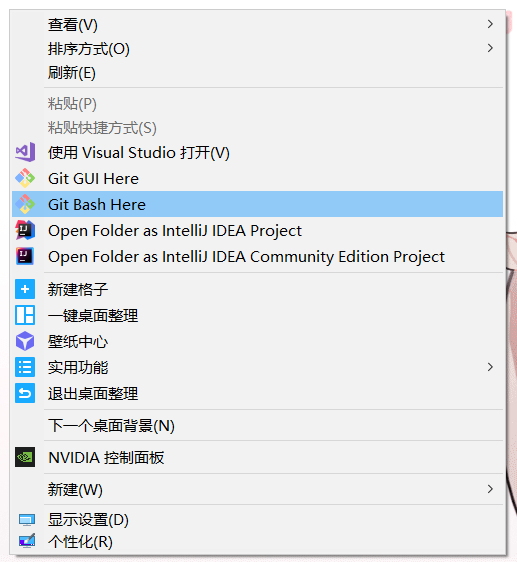 查看(V)
排序方式(O)
刷新(E)
粘贴(P)
粘贴快捷方式(S)
使用 Visual Studio 打开(V)
Git GUI Here
Git Bash Here
Open Folder as IntelliJ IDEA Project
Open Folder as IntelliJ IDEA Community Edition Project
新建格子
一键桌面整理
壁纸中心
实用功能
退出桌面整理
下一个桌面背景(N)
NVIDIA 控制面板
新建(W)
显示设置(D)
个性化(R)